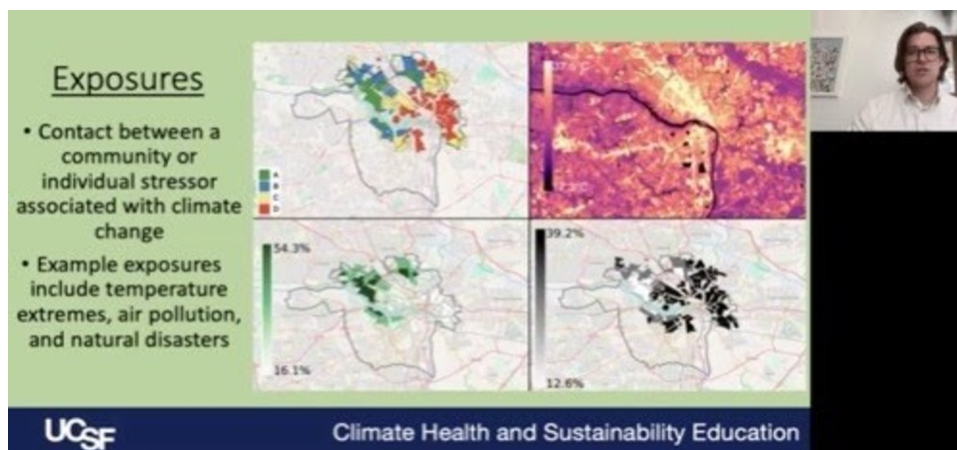 Exposures
• Contact between a
community or
individual stressor
associated with climate
change
• Example exposures
include temperature
extremes, air pollution,
and natural disasters
A
B
C
D
54.3%
16.1%
39.2%
12.6%
UCSF
Climate Health and Sustainability Education